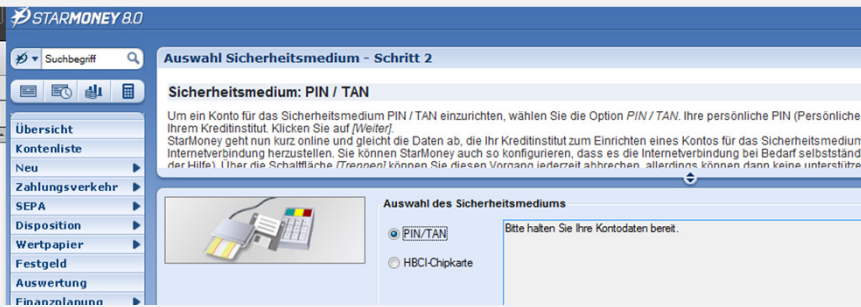 STARMONEY 8.0
Suchbegriff
Übersicht
Kontenliste
Neu
Zahlungsverkehr
SEPA
Disposition
Wertpapier
Festgeld
Auswertung
Finanzplanung
Auswahl Sicherheitsmedium - Schritt 2
Sicherheitsmedium: PIN / TAN
Um ein Konto für das Sicherheitsmedium PIN / TAN einzurichten, wählen Sie die Option PIN / TAN. Ihre persönliche PIN (Persönliche
Ihrem Kreditinstitut. Klicken Sie auf [Weiter].
StarMoney geht nun kurz online und gleicht die Daten ab, die Ihr Kreditinstitut zum Einrichten eines Kontos für das Sicherheitsmedium
Internetverbindung herzustellen. Sie können StarMoney auch so konfigurieren, dass es die Internetverbindung bei Bedarf selbstständ
der Hilfe). Über die Schaltfläche [Trennen] können Sie diesen Vorgang jederzeit abbrechen, allerdings können dann keine unterstütze
Auswahl des Sicherheitsmediums
PIN/TAN
HBCI-Chipkarte
Bitte halten Sie Ihre Kontodaten bereit.